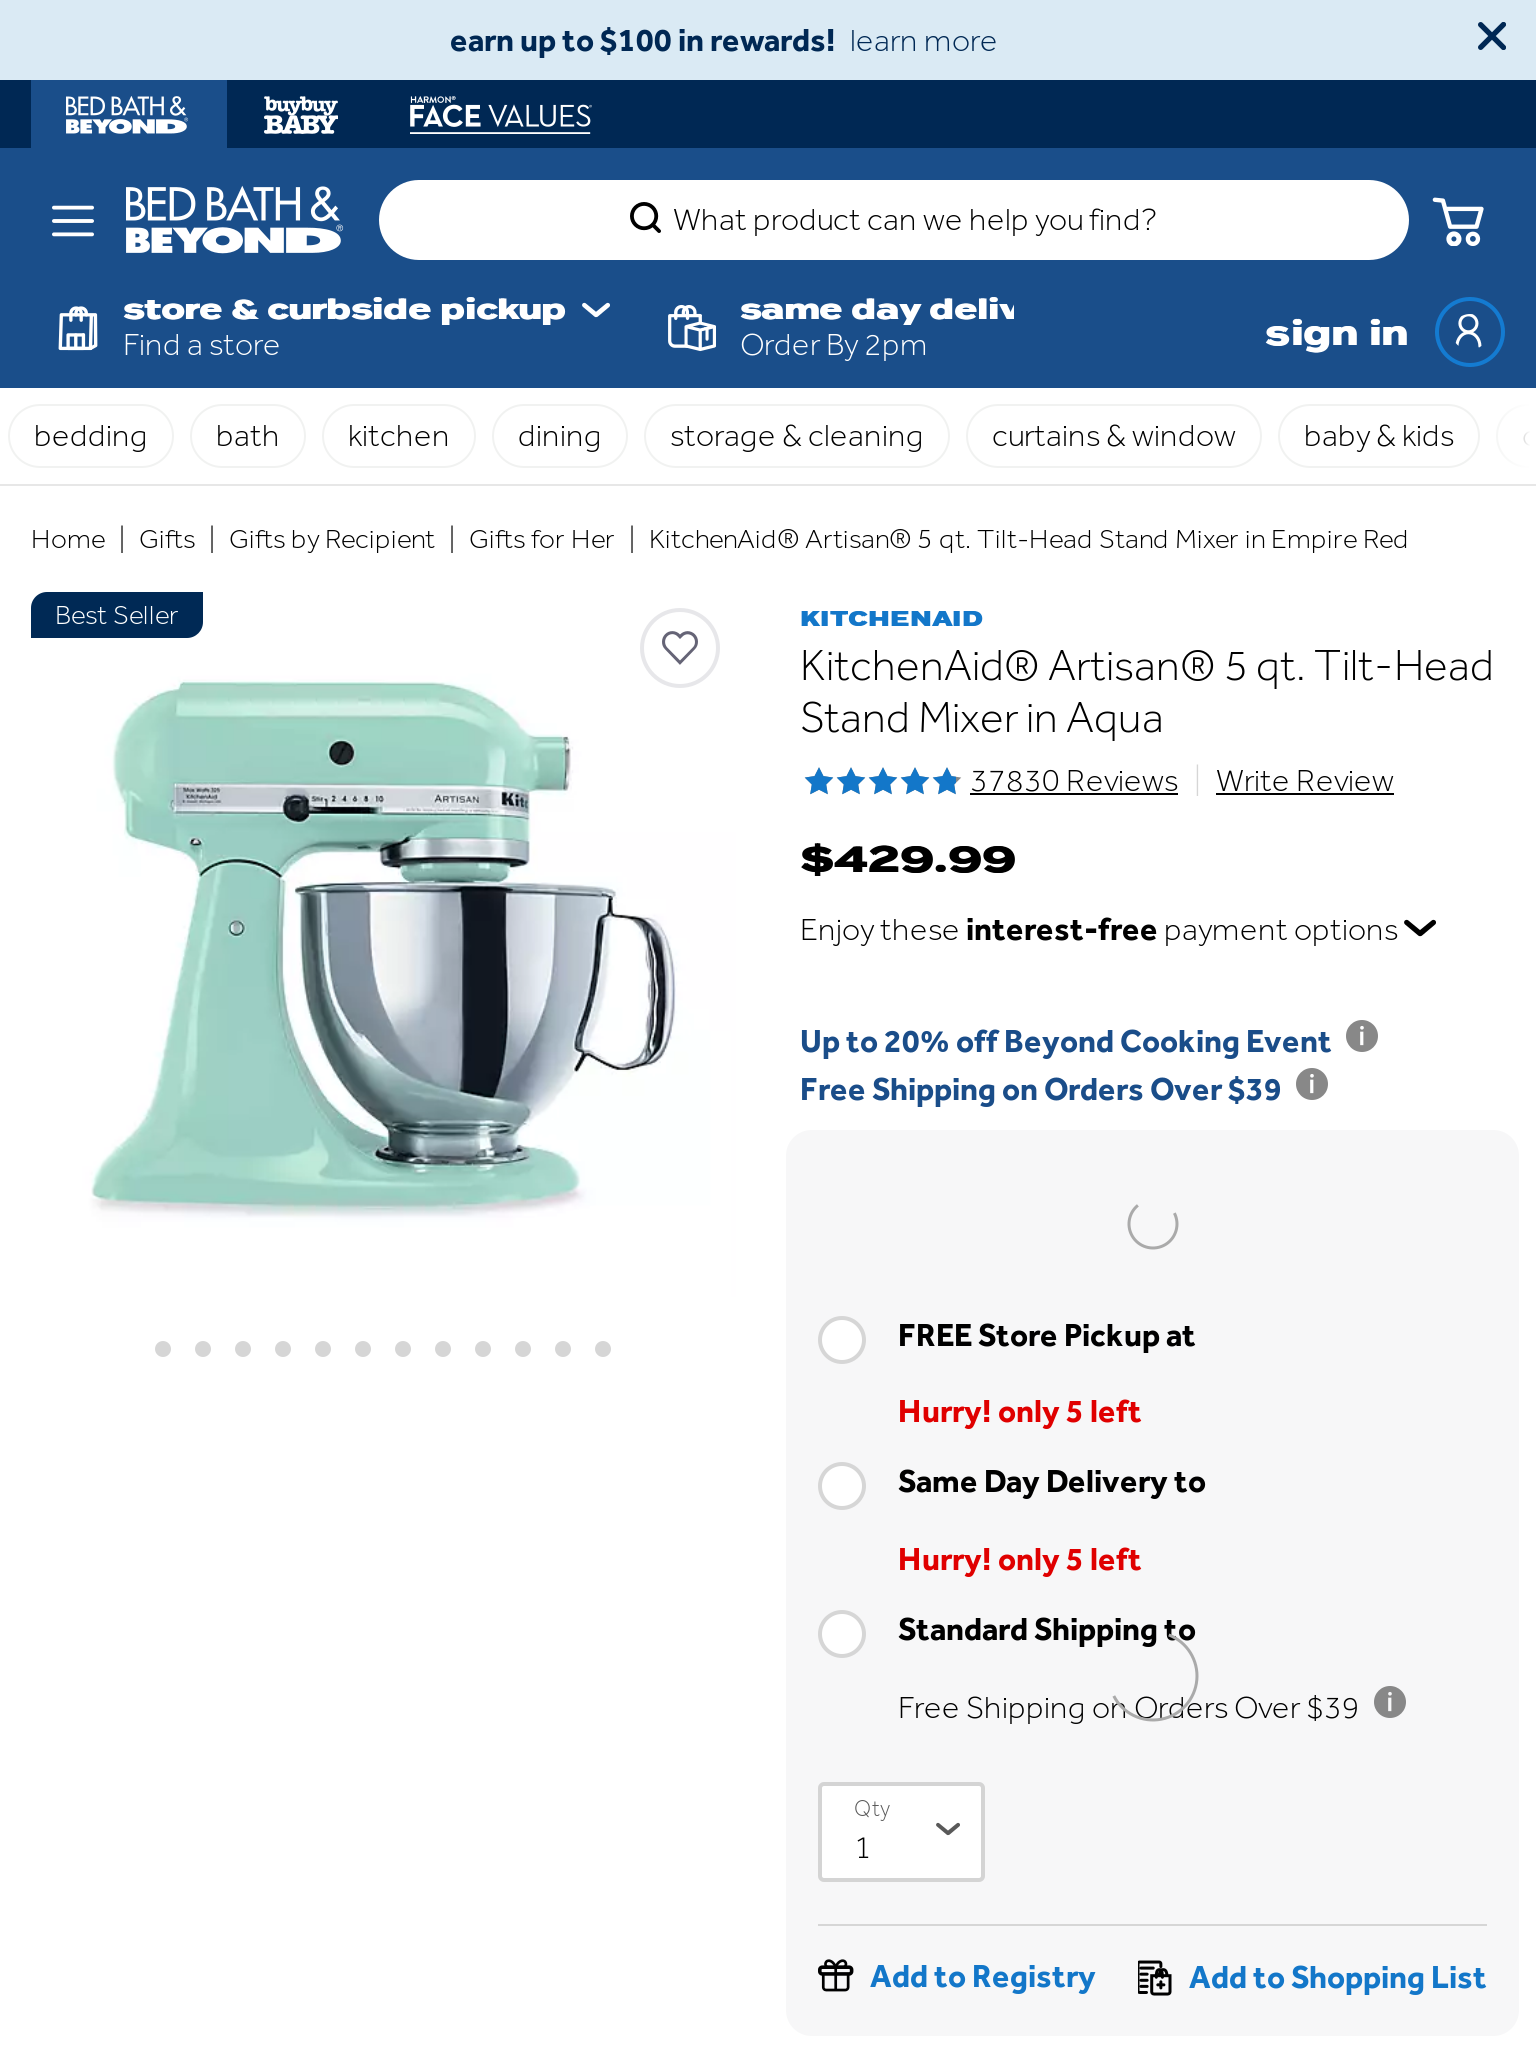 earn up to $100 in rewards! learn more
BED BATH &
BEYOND
buybuy
BABY
HARMON®
FACE VALUES
BED BATH &
BEYOND®
What product can we help you find?
store & curbside pickup
Find a store
same day deliv
Order By 2pm
sign in
bedding
bath
kitchen
dining
storage & cleaning
curtains & window
baby & kids
Home | Gifts | Gifts by Recipient | Gifts for Her | KitchenAid® Artisan® 5 qt. Tilt-Head Stand Mixer in Empire Red
Best Seller
2 4 6 8 10
ARTISAN
KITCHENAID
KitchenAid® Artisan® 5 qt. Tilt-Head
Stand Mixer in Aqua
37830 Reviews
Write Review
$429.99
Enjoy these interest-free payment options
Up to 20% off Beyond Cooking Event
Free Shipping on Orders Over $39
FREE Store Pickup at
Hurry! only 5 left
Same Day Delivery to
Hurry! only 5 left
Standard Shipping to
Free Shipping on Orders Over $39
Qty
1
Add to Registry
Add to Shopping List